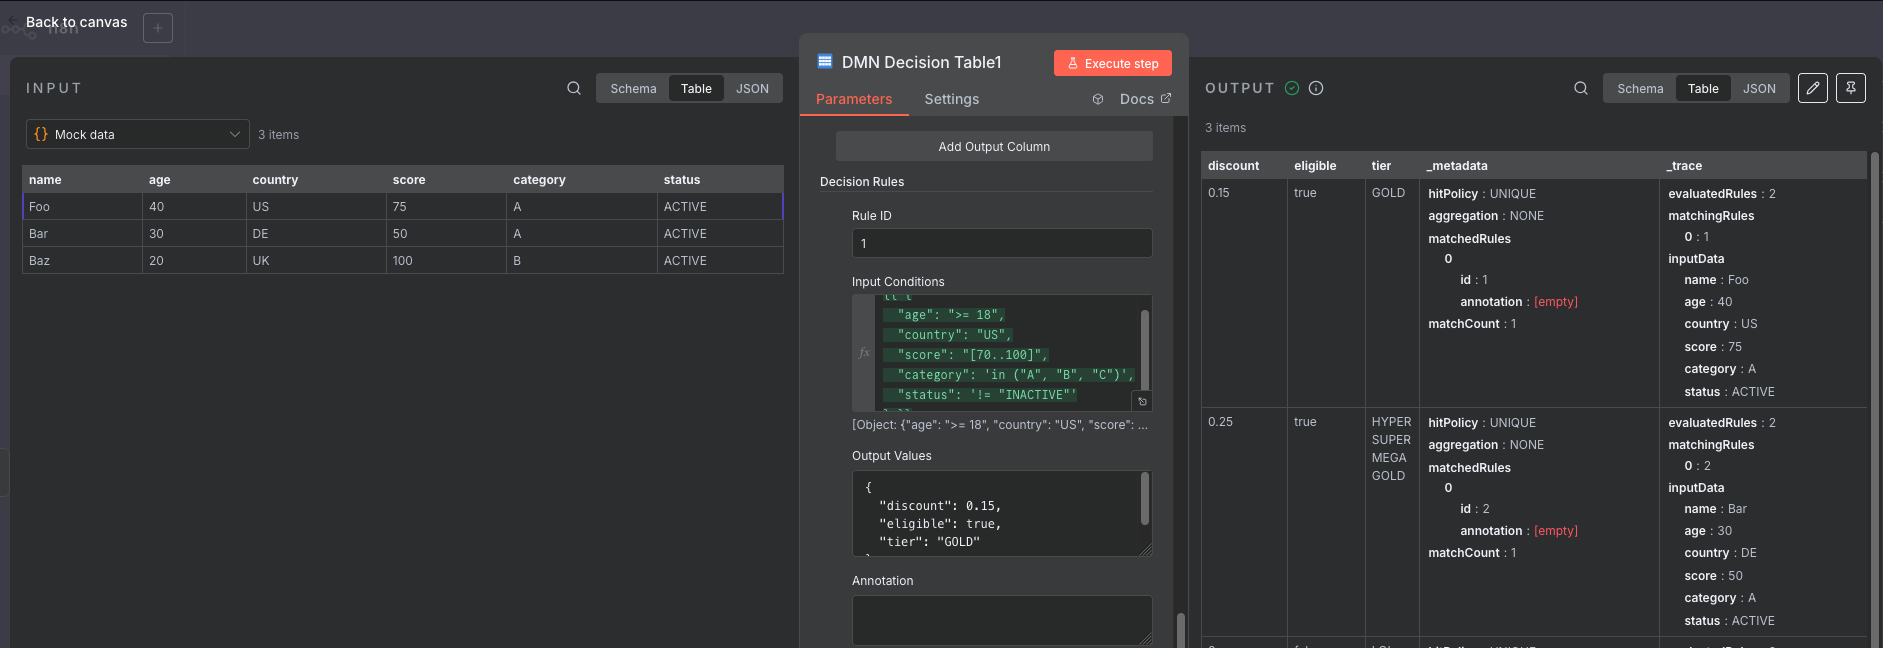 Back to canvas
n8n
INPUT
Schema
Table
JSON
{} Mock data
3 items
name age country score category status
Foo 40 US 75 A ACTIVE
Bar 30 DE 50 A ACTIVE
Baz 20 UK 100 B ACTIVE
DMN Decision Table1
Execute step
Parameters
Settings
Docs
Add Output Column
Decision Rules
Rule ID
1
Input Conditions
fx
{{ {
"age": ">= 18",
"country": "US",
"score": "[70..100]",
"category": 'in ("A", "B", "C")',
"status": '!= "INACTIVE"'
} }}
[Object: {"age": ">= 18", "country": "US", "score": ...
Output Values
{
"discount": 0.15,
"eligible": true,
"tier": "GOLD"
}
Annotation
OUTPUT
Schema
Table
JSON
3 items
discount eligible tier _metadata _trace
0.15
true
GOLD
hitPolicy : UNIQUE
aggregation : NONE
matchedRules
0
id : 1
annotation : [empty]
matchCount : 1
evaluatedRules : 2
matchingRules
0 : 1
inputData
name : Foo
age : 40
country : US
score : 75
category : A
status : ACTIVE
0.25
true
HYPER
SUPER
MEGA
GOLD
hitPolicy : UNIQUE
aggregation : NONE
matchedRules
0
id : 2
annotation : [empty]
matchCount : 1
evaluatedRules : 2
matchingRules
0 : 2
inputData
name : Bar
age : 30
country : DE
score : 50
category : A
status : ACTIVE